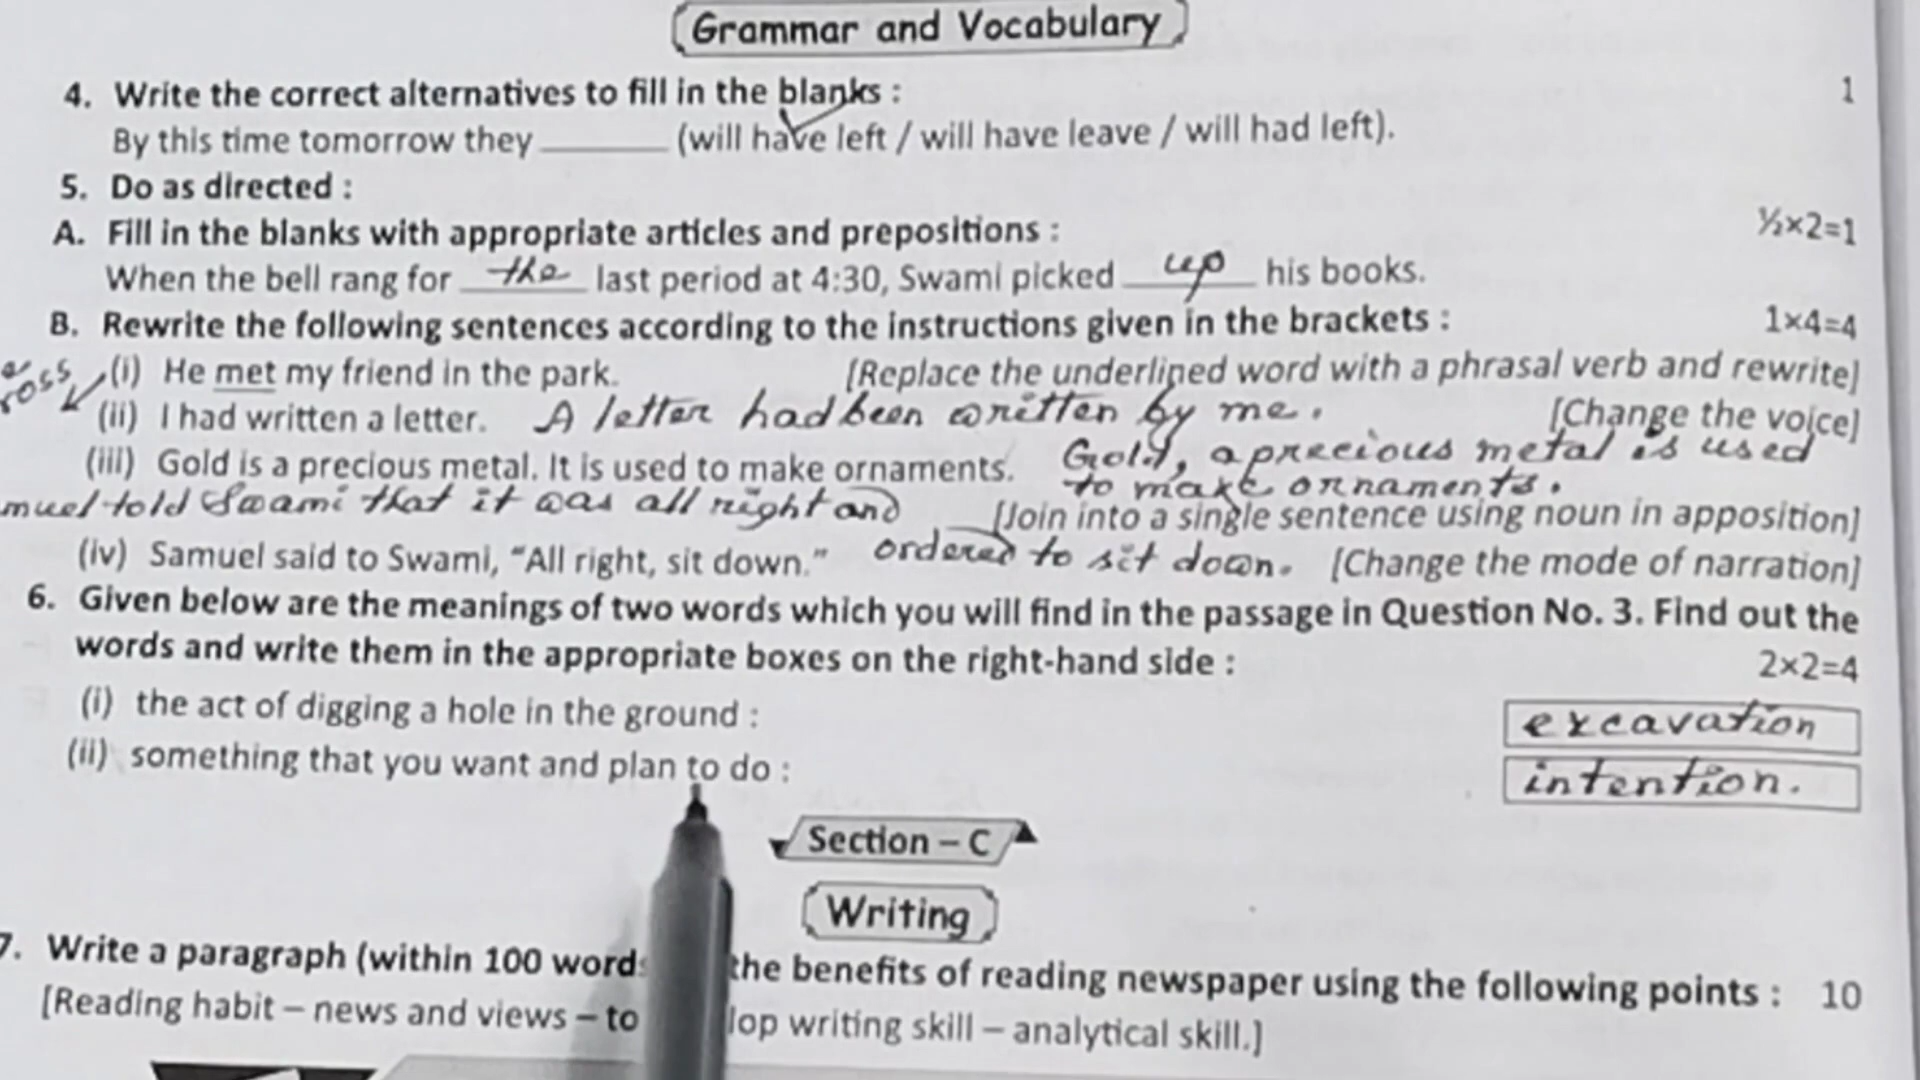 Grammar and Vocabulary
4. Write the correct alternatives to fill in the blanks : 1
By this time tomorrow they ______ (will have left / will have leave / will had left).
5. Do as directed :
A. Fill in the blanks with appropriate articles and prepositions : ½×2=1
When the bell rang for the last period at 4:30, Swami picked up his books.
B. Rewrite the following sentences according to the instructions given in the brackets : 1×4=4
(i) He met my friend in the park. [Replace the underlined word with a phrasal verb and rewrite]
(ii) I had written a letter. A letter had been written by me. [Change the voice]
(iii) Gold is a precious metal. It is used to make ornaments. Gold, a precious metal is used
to make ornaments.
muel told Swami that it was all right and [Join into a single sentence using noun in apposition]
(iv) Samuel said to Swami, “All right, sit down.” ordered to sit down. [Change the mode of narration]
6. Given below are the meanings of two words which you will find in the passage in Question No. 3. Find out the
words and write them in the appropriate boxes on the right-hand side : 2×2=4
(i) the act of digging a hole in the ground : excavation
(ii) something that you want and plan to do : intention.
Section – C
Writing
7. Write a paragraph (within 100 words the benefits of reading newspaper using the following points : 10
[Reading habit – news and views – to lop writing skill – analytical skill.]